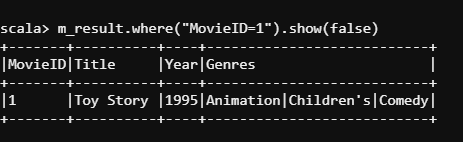 scala> m_result.where("MovieID=1").show(false)
+-------+---------+----+----------------------------+
|MovieID|Title    |Year|Genres                      |
+-------+---------+----+----------------------------+
|1      |Toy Story|1995|Animation|Children's|Comedy|
+-------+---------+----+----------------------------+